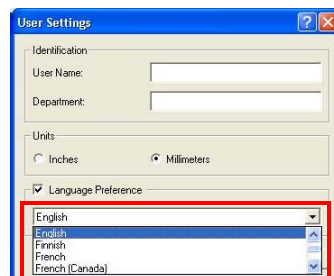 User Settings
Identification
User Name:
Department:
Units
Inches
Millimeters
Language Preference
English
English
Finnish
French
French (Canada)